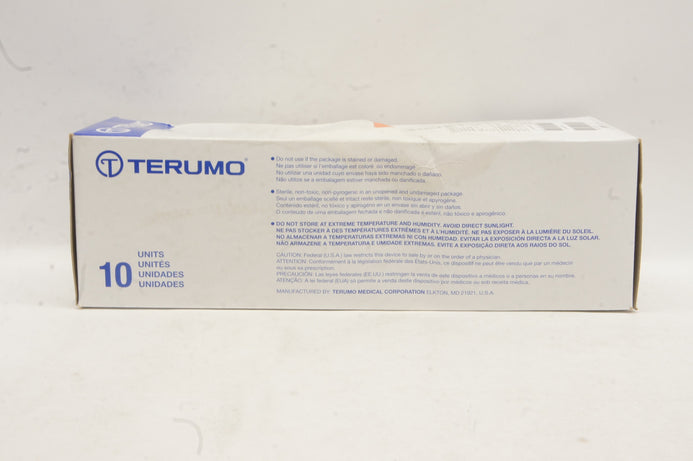 TERUMO®
10
UNITS
UNITÉS
UNIDADES
UNIDADES
● Do not use if the package is stained or damaged.
Ne pas utiliser si l'emballage est coloré ou endommagé.
No utilizar una unidad cuyo envase haya sido manchado o dañado.
Não utilize se a embalagem estiver manchada ou danificada.
● Sterile, non-toxic, non-pyrogenic in an unopened and undamaged package.
Seul un emballage scellé et intact reste stérile, non toxique et apyrogène.
Contenido estéril, no tóxico y apirógeno en un envase sin abrir y sin daños.
O conteúdo de uma embalagem fechada e não danificada é estéril, não tóxico e apirogénico.
● DO NOT STORE AT EXTREME TEMPERATURE AND HUMIDITY. AVOID DIRECT SUNLIGHT.
NE PAS STOCKER À DES TEMPÉRATURES EXTRÊMES ET À L'HUMIDITÉ, NE PAS EXPOSER À LA LUMIÈRE DU SOLEIL.
NO ALMACENAR A TEMPERATURAS EXTREMAS NI CON HUMEDAD. EVITAR LA EXPOSICIÓN DIRECTA A LA LUZ SOLAR.
NÃO ARMAZENE A TEMPERATURA E UMIDADE EXTREMAS. EVITE A EXPOSIÇÃO DIRETA AOS RAIOS DO SOL.
CAUTION: Federal (U.S.A.) law restricts this device to sale by or on the order of a physician.
ATTENTION: Conformément à la législation fédérale des États-Unis, ce dispositif ne peut être vendu que par un médecin
ou sous sa prescription.
PRECAUCIÓN: Las leyes federales (EE.UU.) restringen la venta de este dispositivo a médicos o a personas en su nombre.
ATENÇÃO: A lei federal (EUA) só permite a venda deste dispositivo por médicos ou sob receita médica.
MANUFACTURED BY: TERUMO MEDICAL CORPORATION ELKTON, MD 21921, U.S.A.